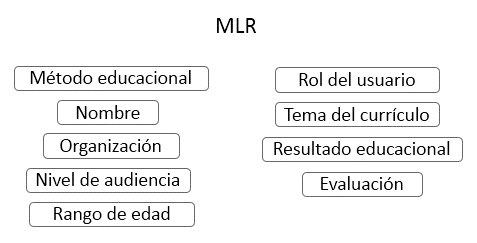 MLR
Método educacional
Nombre
Organización
Nivel de audiencia
Rango de edad
Rol del usuario
Tema del currículo
Resultado educacional
Evaluación